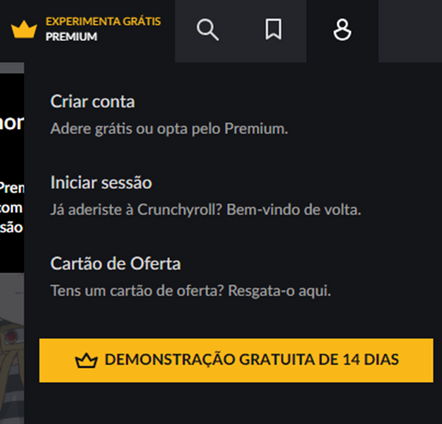 EXPERIMENTA GRÁTIS
PREMIUM
Criar conta
Adere grátis ou opta pelo Premium.
Iniciar sessão
Já aderiste à Crunchyroll? Bem-vindo de volta.
Cartão de Oferta
Tens um cartão de oferta? Resgata-o aqui.
DEMONSTRAÇÃO GRATUITA DE 14 DIAS